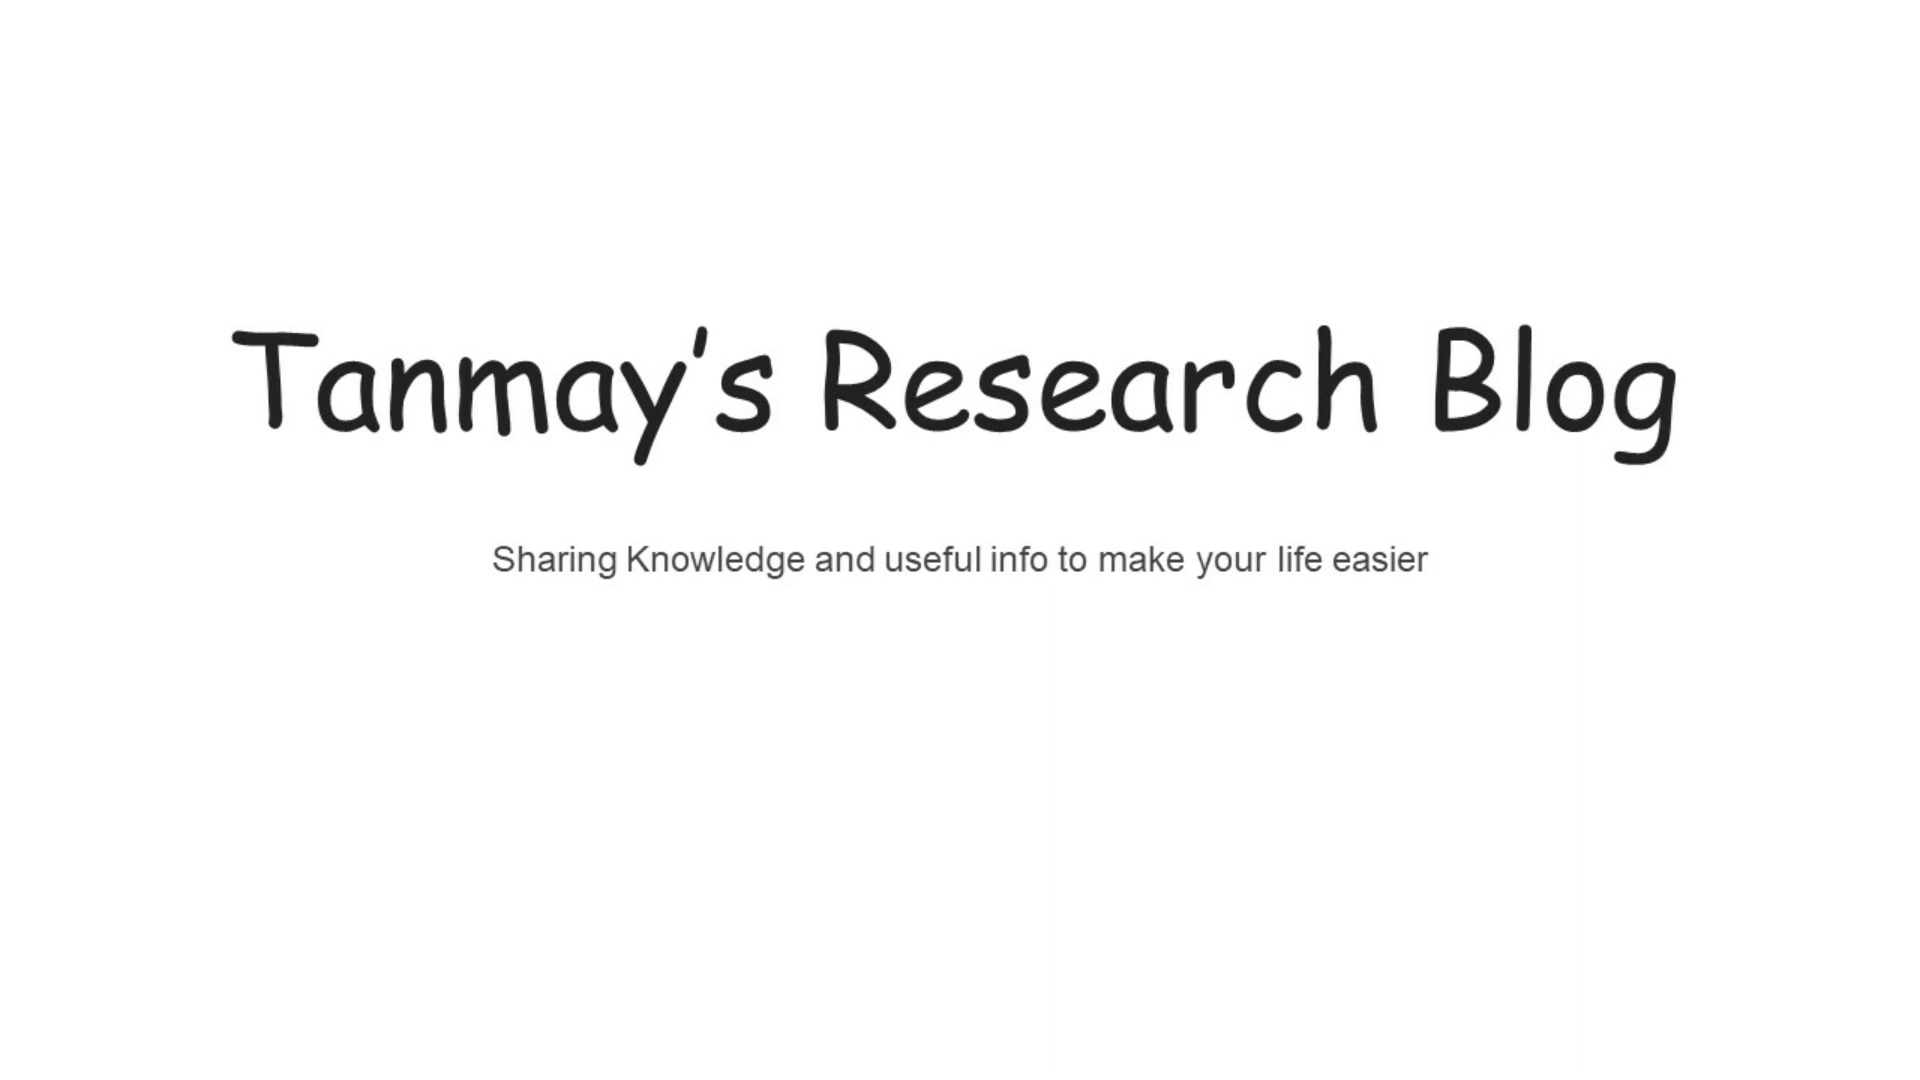 Tanmay’s Research Blog
Sharing Knowledge and useful info to make your life easier